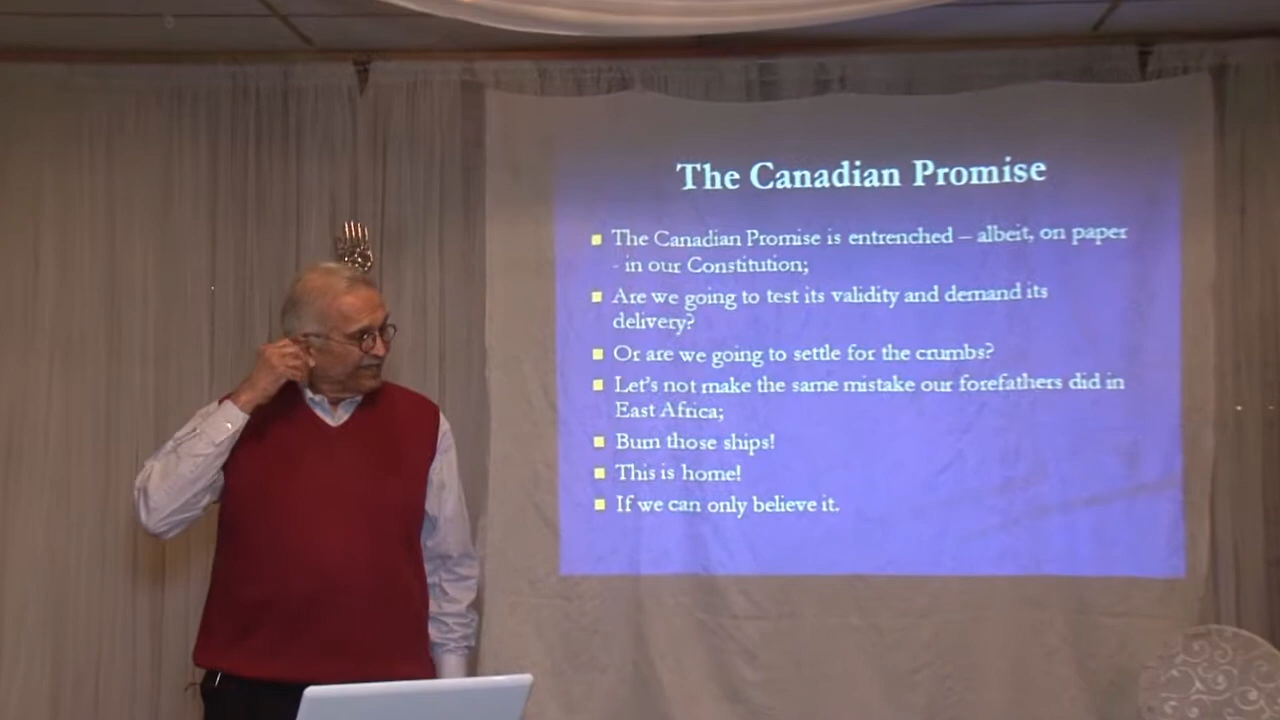 The Canadian Promise
The Canadian Promise is entrenched – albeit, on paper
- in our Constitution;
Are we going to test its validity and demand its
delivery?
Or are we going to settle for the crumbs?
Let's not make the same mistake our forefathers did in
East Africa;
Burn those ships!
This is home!
If we can only believe it.